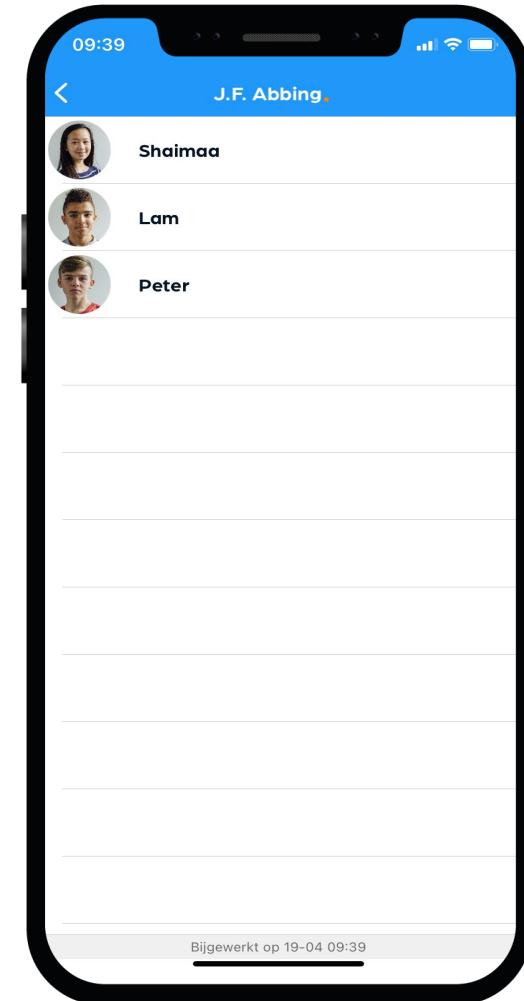 09:39
J.F. Abbing.
Shaimaa
Lam
Peter
Bijgewerkt op 19-04 09:39